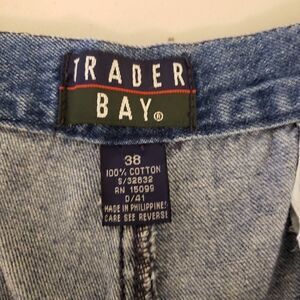 TRADER
BAY®
38
100% COTTON
S/32832
RN 15099
D/41
MADE IN PHILIPPINES
CARE SEE REVERSE